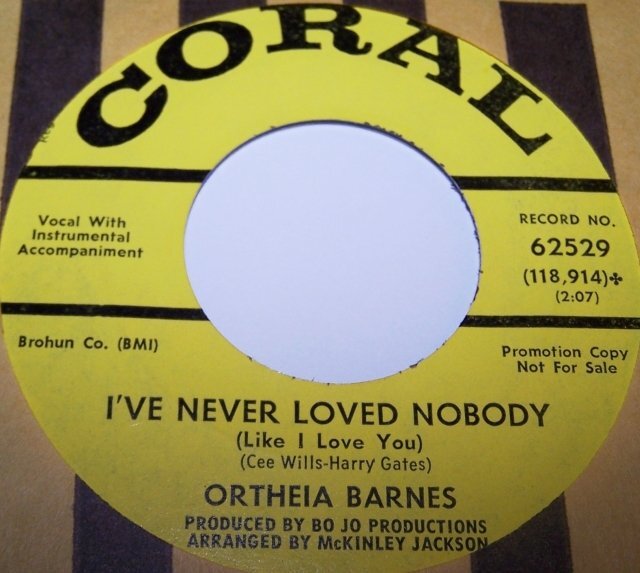 CORAL
Vocal With
Instrumental
Accompaniment
RECORD NO.
62529
(118,914)✤
(2:07)
Brohun Co. (BMI)
Promotion Copy
Not For Sale
I'VE NEVER LOVED NOBODY
(Like I Love You)
(Cee Wills-Harry Gates)
ORTHEIA BARNES
PRODUCED BY BO JO PRODUCTIONS
ARRANGED BY McKINLEY JACKSON